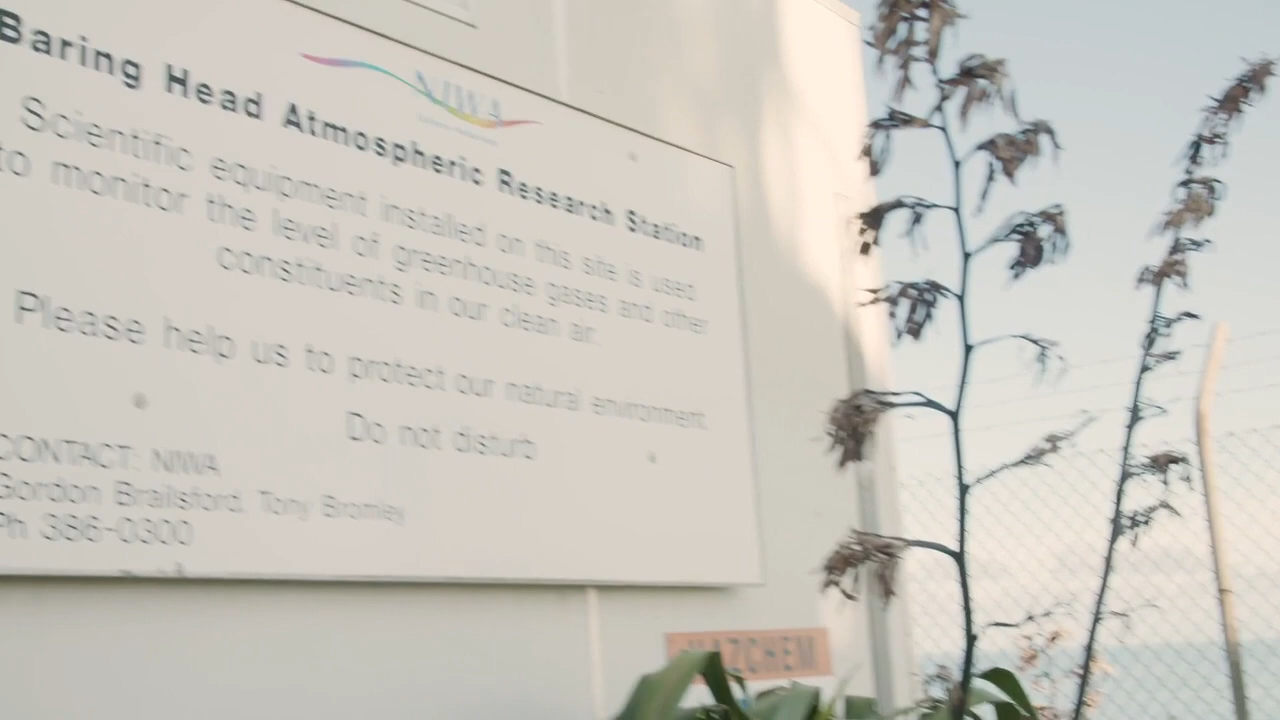 NIWA
Baring Head Atmospheric Research Station
Scientific equipment installed on this site is used
to monitor the level of greenhouse gases and other
constituents in our clean air.
Please help us to protect our natural environment.
Do not disturb
CONTACT: NIWA
Gordon Brailsford, Tony Bromley
Ph 386-0300
HAZCHEM